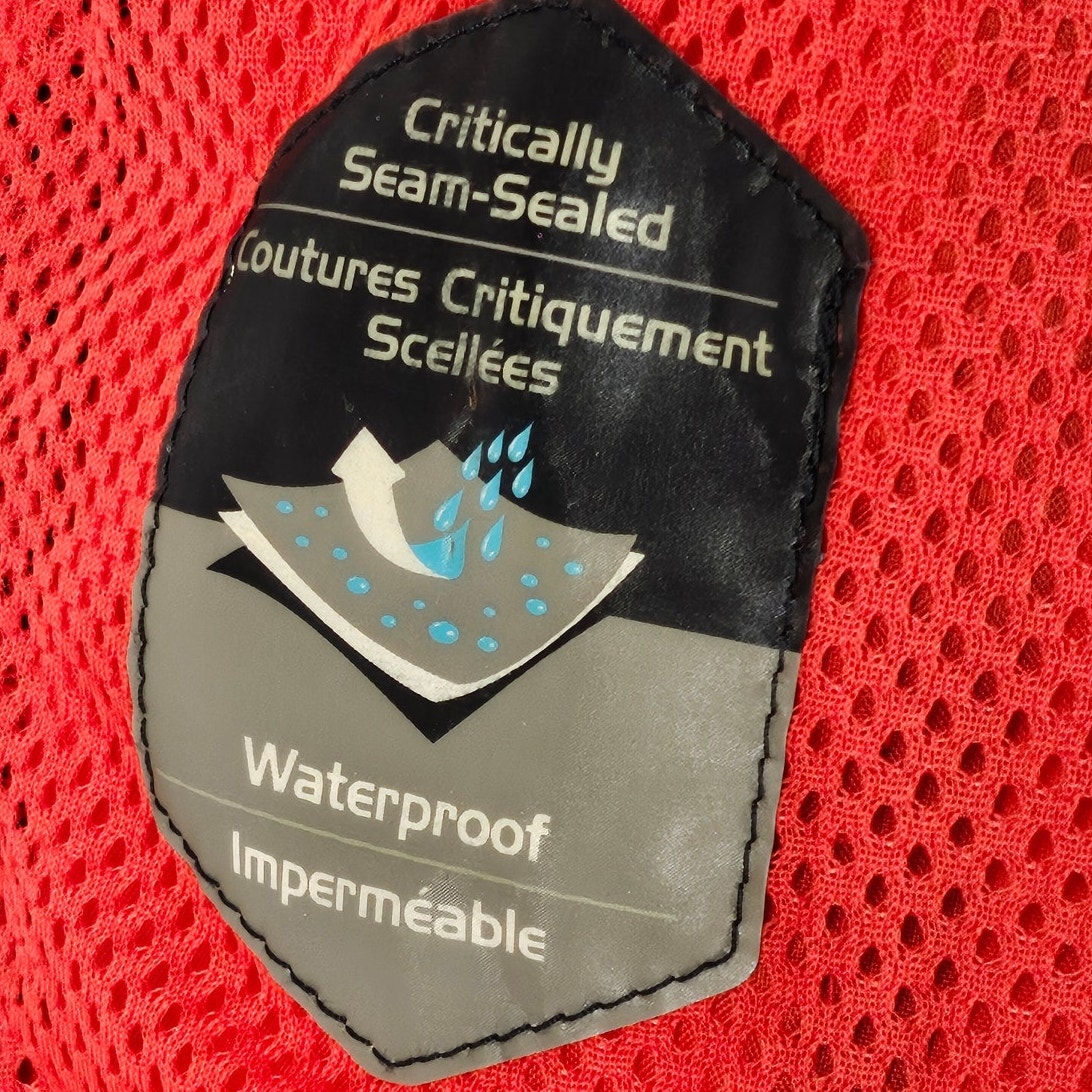 Critically
Seam-Sealed
Coutures Critiquement
Scellées
Waterproof
Imperméable